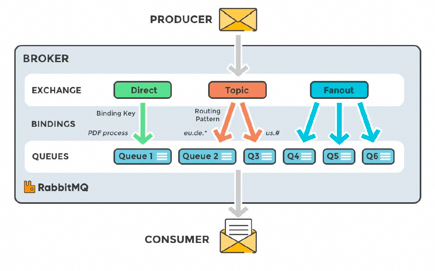 PRODUCER
BROKER
EXCHANGE
Direct
Topic
Fanout
Binding Key
Routing
Pattern
BINDINGS
PDF process
eu.de.*
us.#
QUEUES
Queue 1
Queue 2
Q3
Q4
Q5
Q6
RabbitMQ
CONSUMER